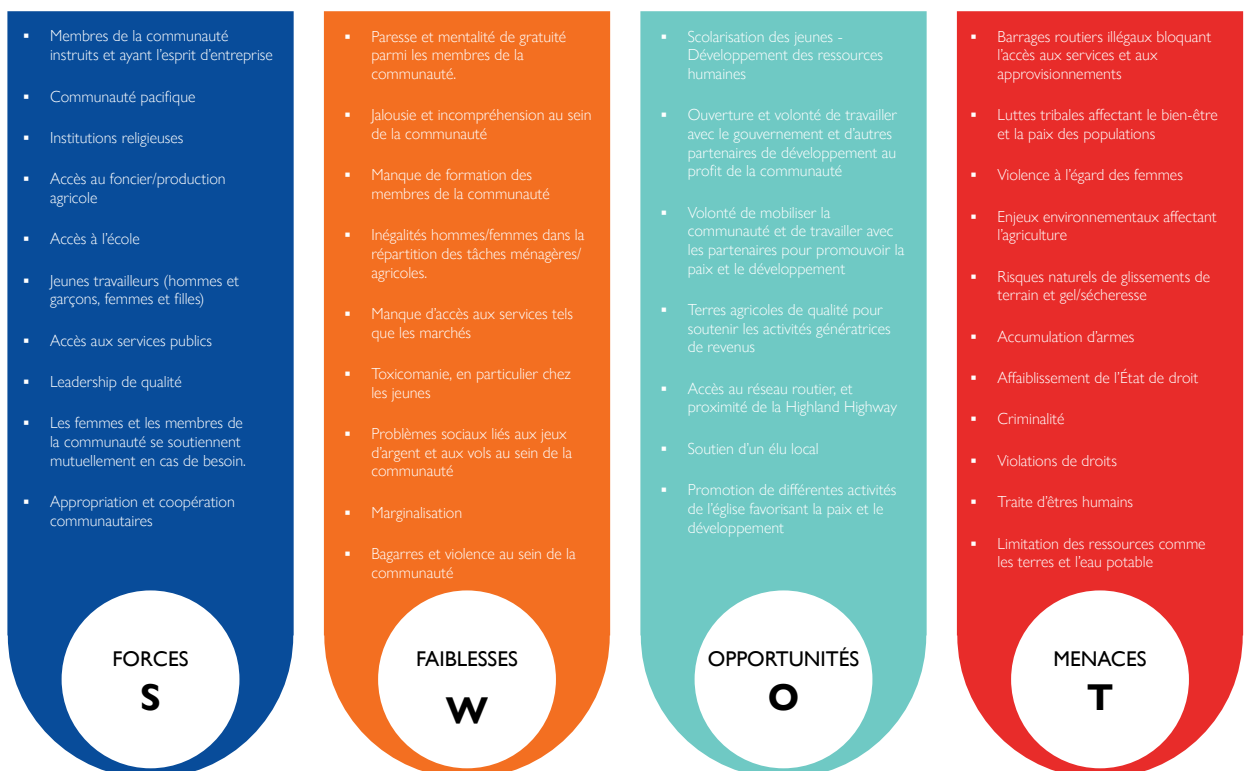 ▪ Membres de la communauté
instruits et ayant l’esprit d’entreprise
▪ Communauté pacifique
▪ Institutions religieuses
▪ Accès au foncier/production
agricole
▪ Accès à l’école
▪ Jeunes travailleurs (hommes et
garçons, femmes et filles)
▪ Accès aux services publics
▪ Leadership de qualité
▪ Les femmes et les membres de
la communauté se soutiennent
mutuellement en cas de besoin.
▪ Appropriation et coopération
communautaires
FORCES
S
▪ Paresse et mentalité de gratuité
parmi les membres de la
communauté.
▪ Jalousie et incompréhension au sein
de la communauté
▪ Manque de formation des
membres de la communauté
▪ Inégalités hommes/femmes dans la
répartition des tâches ménagères/
agricoles.
▪ Manque d’accès aux services tels
que les marchés
▪ Toxicomanie, en particulier chez
les jeunes
▪ Problèmes sociaux liés aux jeux
d’argent et aux vols au sein de la
communauté
▪ Marginalisation
▪ Bagarres et violence au sein de la
communauté
FAIBLESSES
W
▪ Scolarisation des jeunes -
Développement des ressources
humaines
▪ Ouverture et volonté de travailler
avec le gouvernement et d’autres
partenaires de développement au
profit de la communauté
▪ Volonté de mobiliser la
communauté et de travailler avec
les partenaires pour promouvoir la
paix et le développement
▪ Terres agricoles de qualité pour
soutenir les activités génératrices
de revenus
▪ Accès au réseau routier, et
proximité de la Highland Highway
▪ Soutien d’un élu local
▪ Promotion de différentes activités
de l’église favorisant la paix et le
développement
OPPORTUNITÉS
O
▪ Barrages routiers illégaux bloquant
l’accès aux services et aux
approvisionnements
▪ Luttes tribales affectant le bien-être
et la paix des populations
▪ Violence à l’égard des femmes
▪ Enjeux environnementaux affectant
l’agriculture
▪ Risques naturels de glissements de
terrain et gel/sécheresse
▪ Accumulation d’armes
▪ Affaiblissement de l’État de droit
▪ Criminalité
▪ Violations de droits
▪ Traite d’êtres humains
▪ Limitation des ressources comme
les terres et l’eau potable
MENACES
T